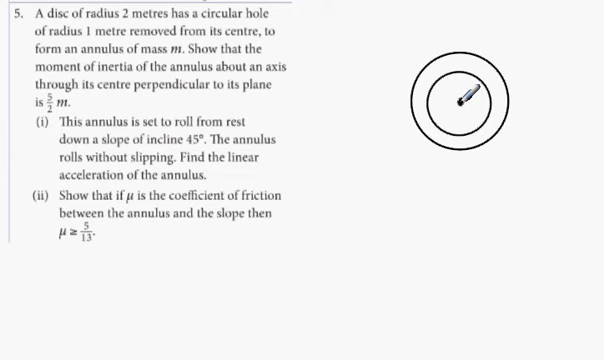 5. A disc of radius 2 metres has a circular hole
of radius 1 metre removed from its centre, to
form an annulus of mass m. Show that the
moment of inertia of the annulus about an axis
through its centre perpendicular to its plane
is 5/2 m.
(i) This annulus is set to roll from rest
down a slope of incline 45°. The annulus
rolls without slipping. Find the linear
acceleration of the annulus.
(ii) Show that if μ is the coefficient of friction
between the annulus and the slope then
μ ≥ 5/13.